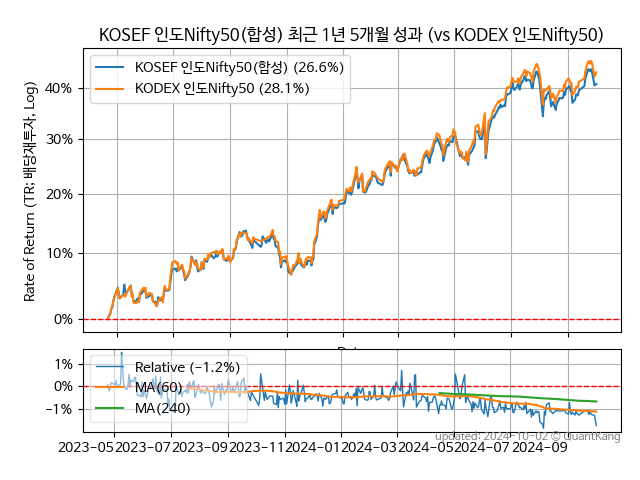 KOSEF 인도Nifty50(합성) 최근 1년 5개월 성과 (vs KODEX 인도Nifty50)
KOSEF 인도Nifty50(합성) (26.6%)
KODEX 인도Nifty50 (28.1%)
Rate of Return (TR: 배당재투자, Log)
40%
30%
20%
10%
0%
Relative (−1.2%)
MA(60)
MA(240)
1%
0%
−1%
updated: 2024-10-02 © QuantKang
2023-05 2023-07 2023-09 2023-11 2024-01 2024-03 2024-05 2024-07 2024-09